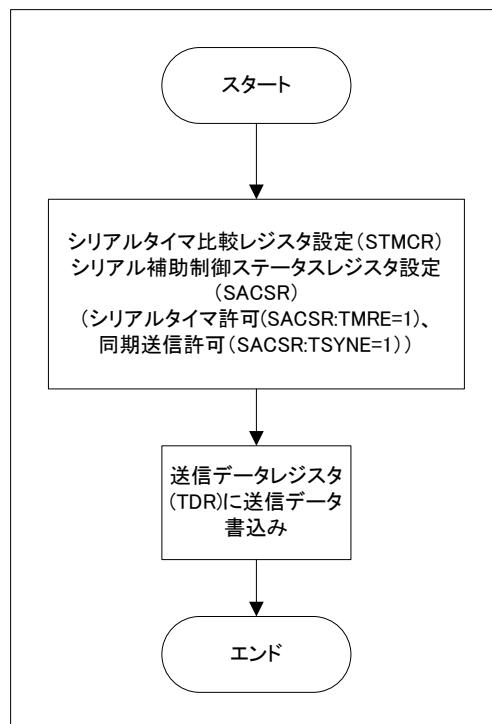 スタート
シリアルタイマ比較レジスタ設定(STMCR)
シリアル補助制御ステータスレジスタ設定
(SACSR)
(シリアルタイマ許可(SACSR:TMRE=1)、
同期送信許可(SACSR:TSYNE=1))
送信データレジスタ
(TDR)に送信データ
書込み
エンド